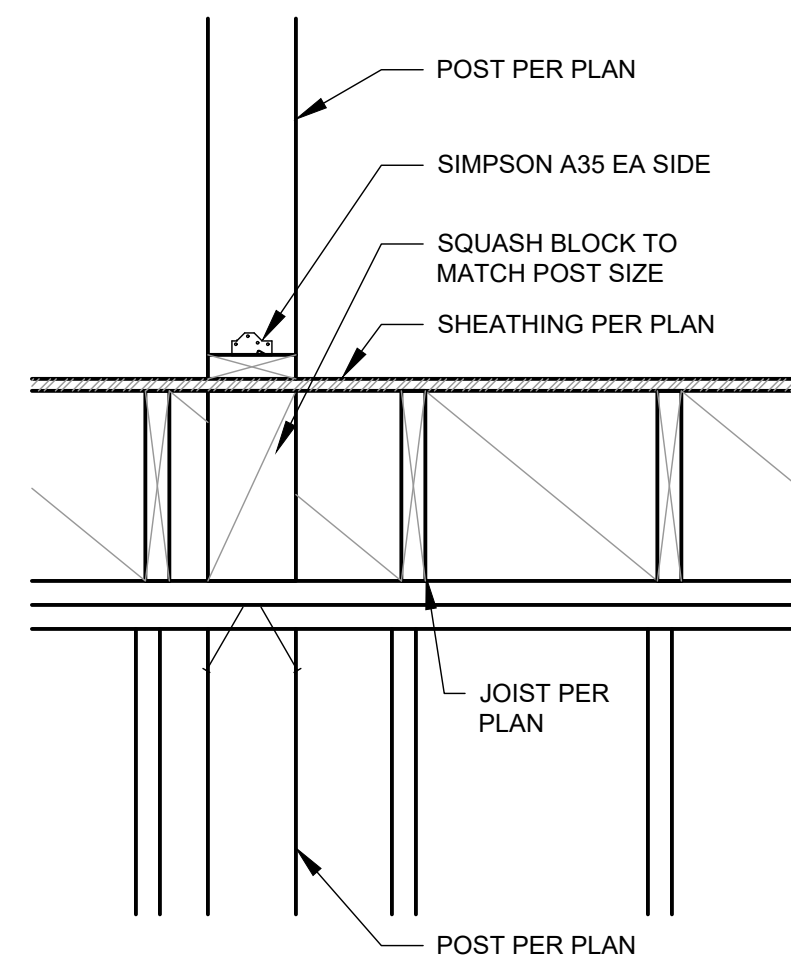 POST PER PLAN
SIMPSON A35 EA SIDE
SQUASH BLOCK TO
MATCH POST SIZE
SHEATHING PER PLAN
JOIST PER
PLAN
POST PER PLAN